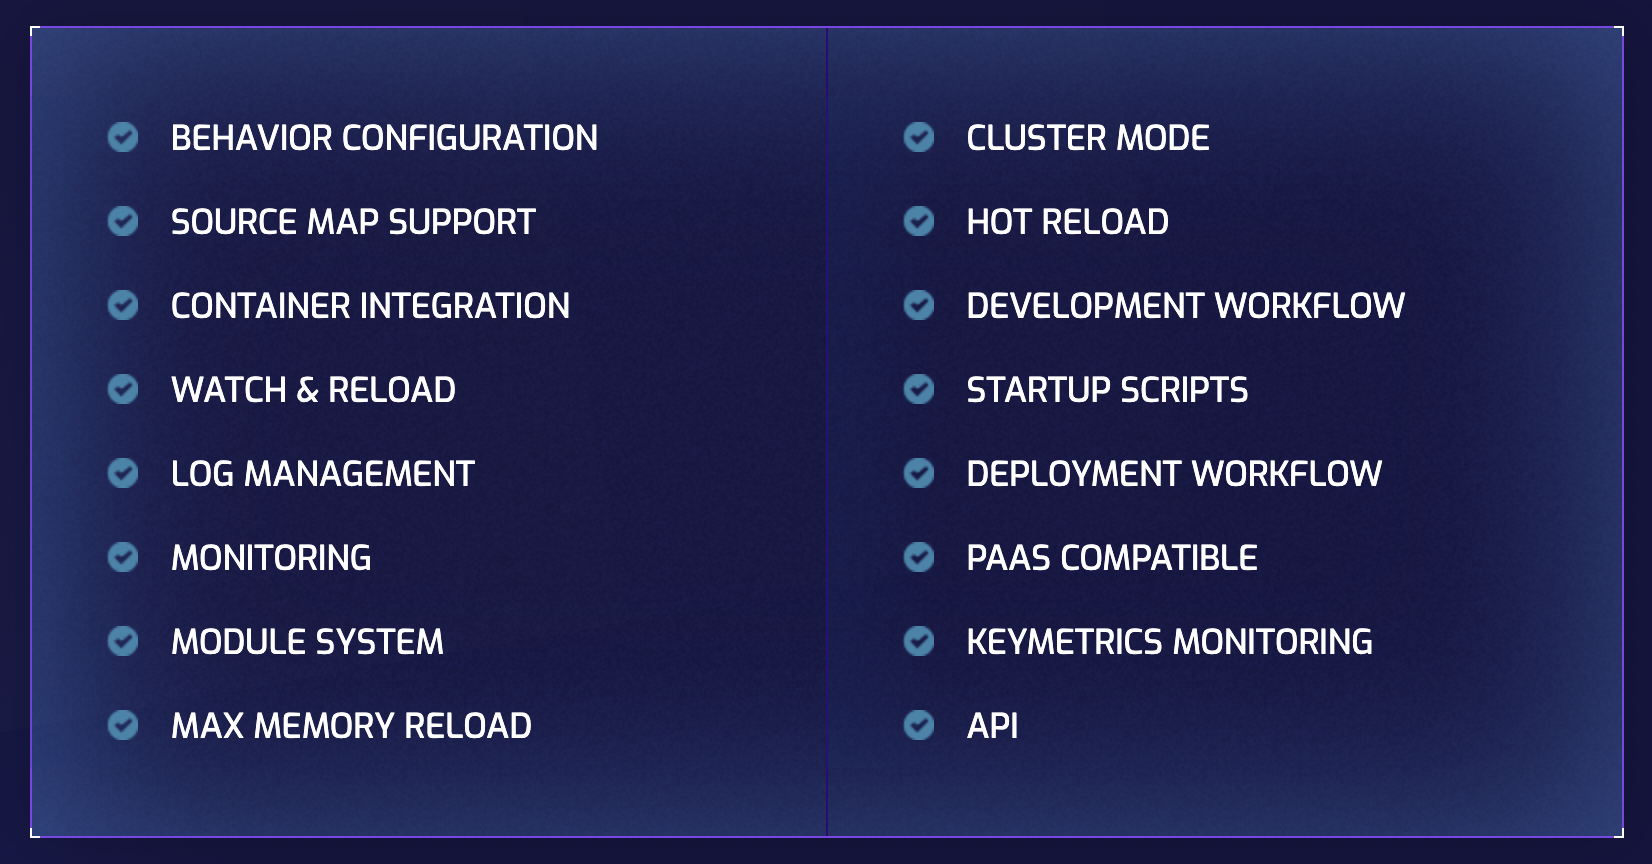 BEHAVIOR CONFIGURATION
SOURCE MAP SUPPORT
CONTAINER INTEGRATION
WATCH & RELOAD
LOG MANAGEMENT
MONITORING
MODULE SYSTEM
MAX MEMORY RELOAD
CLUSTER MODE
HOT RELOAD
DEVELOPMENT WORKFLOW
STARTUP SCRIPTS
DEPLOYMENT WORKFLOW
PAAS COMPATIBLE
KEYMETRICS MONITORING
API